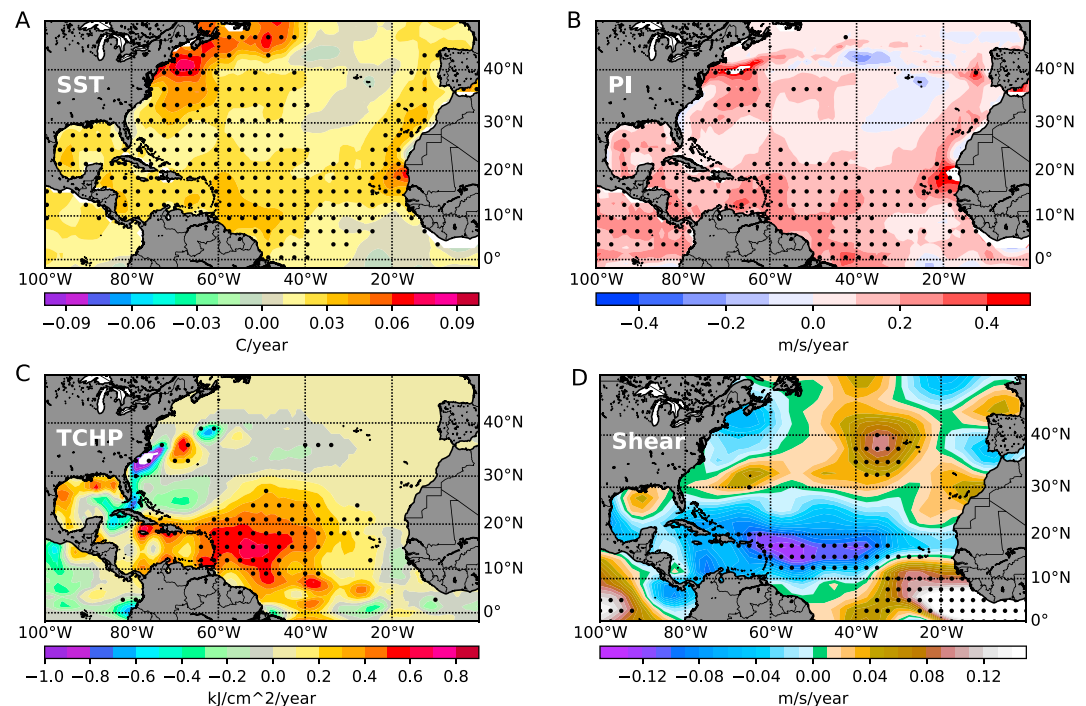 A
SST
40°N
30°N
20°N
10°N
0°
100°W 80°W 60°W 40°W 20°W
−0.09 −0.06 −0.03 0.00 0.03 0.06 0.09
C/year
B
PI
40°N
30°N
20°N
10°N
0°
100°W 80°W 60°W 40°W 20°W
−0.4 −0.2 0.0 0.2 0.4
m/s/year
C
TCHP
40°N
30°N
20°N
10°N
0°
100°W 80°W 60°W 40°W 20°W
−1.0 −0.8 −0.6 −0.4 −0.2 0.0 0.2 0.4 0.6 0.8
kJ/cm^2/year
D
Shear
40°N
30°N
20°N
10°N
0°
100°W 80°W 60°W 40°W 20°W
−0.12 −0.08 −0.04 0.00 0.04 0.08 0.12
m/s/year